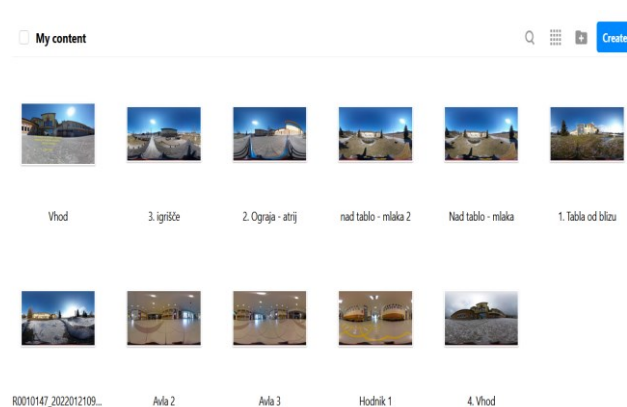 My content
Create
Vhod
3. igrišče
2. Ograja - atrij
nad tablo - mlaka 2
Nad tablo - mlaka
1. Tabla od blizu
R0010147_2022012109...
Avla 2
Avla 3
Hodnik 1
4. Vhod